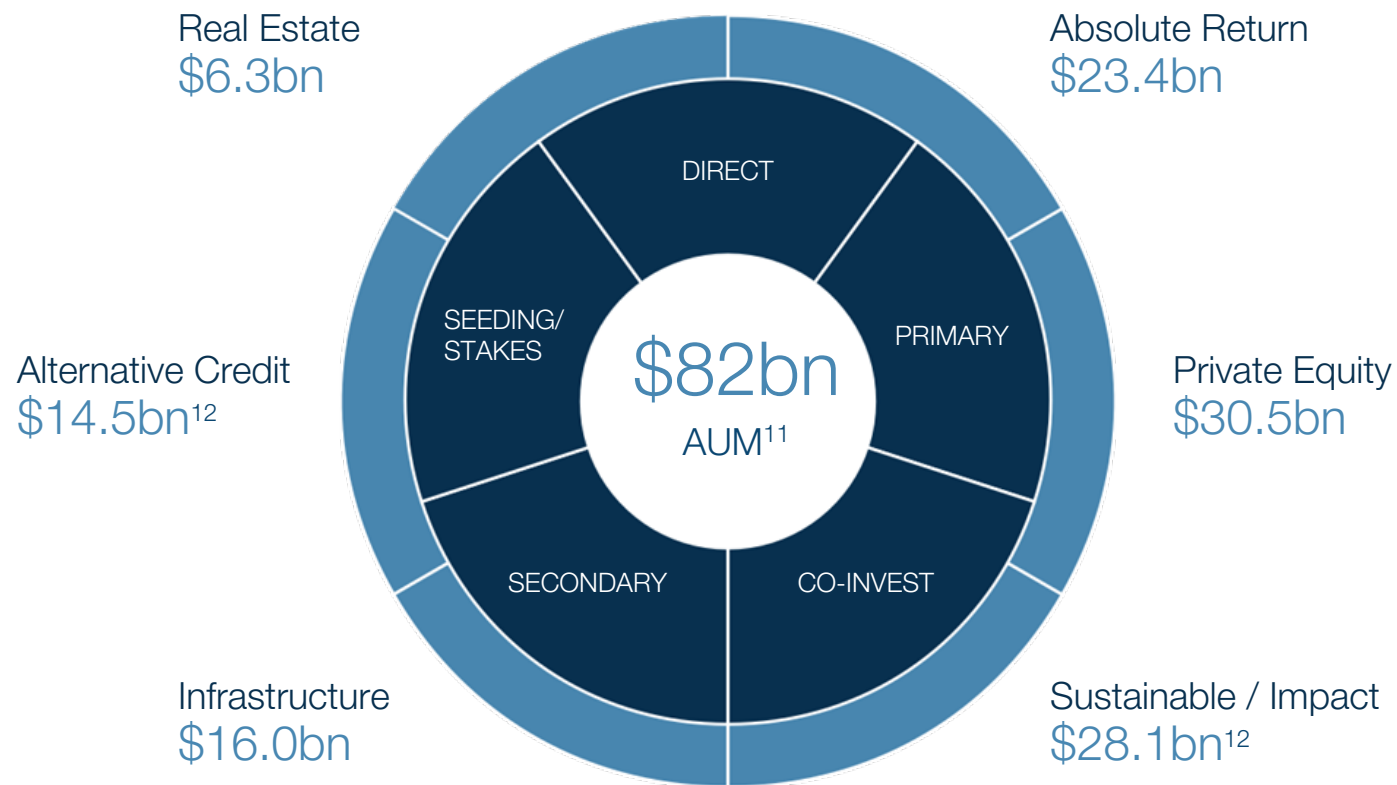 Real Estate
$6.3bn
Absolute Return
$23.4bn
DIRECT
SEEDING/
STAKES
PRIMARY
$82bn
AUM11
Alternative Credit
$14.5bn12
Private Equity
$30.5bn
SECONDARY
CO-INVEST
Infrastructure
$16.0bn
Sustainable / Impact
$28.1bn12